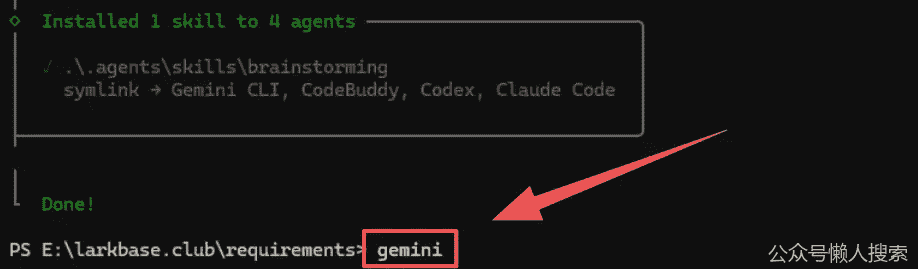 Installed 1 skill to 4 agents
✓ .\.agents\skills\brainstorming
symlink → Gemini CLI, CodeBuddy, Codex, Claude Code
Done!
PS E:\larkbase.club\requirements> gemini
公众号懒人搜索